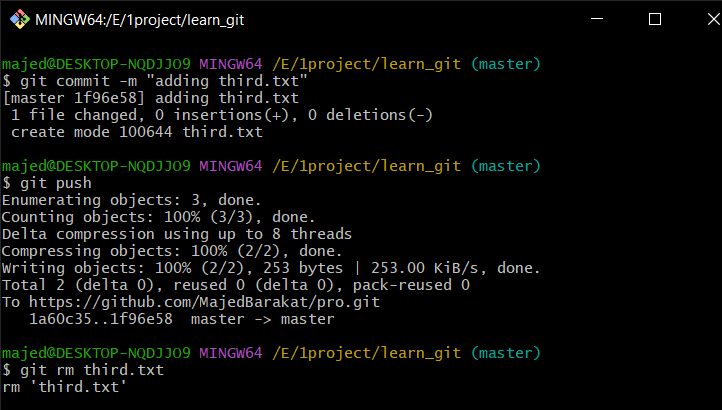 MINGW64:/E/1project/learn_git
majed@DESKTOP-NQDJJO9 MINGW64 /E/1project/learn_git (master)
$ git commit -m "adding third.txt"
[master 1f96e58] adding third.txt
 1 file changed, 0 insertions(+), 0 deletions(-)
 create mode 100644 third.txt
majed@DESKTOP-NQDJJO9 MINGW64 /E/1project/learn_git (master)
$ git push
Enumerating objects: 3, done.
Counting objects: 100% (3/3), done.
Delta compression using up to 8 threads
Compressing objects: 100% (2/2), done.
Writing objects: 100% (2/2), 253 bytes | 253.00 KiB/s, done.
Total 2 (delta 0), reused 0 (delta 0), pack-reused 0
To https://github.com/MajedBarakat/pro.git
   1a60c35..1f96e58  master -> master
majed@DESKTOP-NQDJJO9 MINGW64 /E/1project/learn_git (master)
$ git rm third.txt
rm 'third.txt'